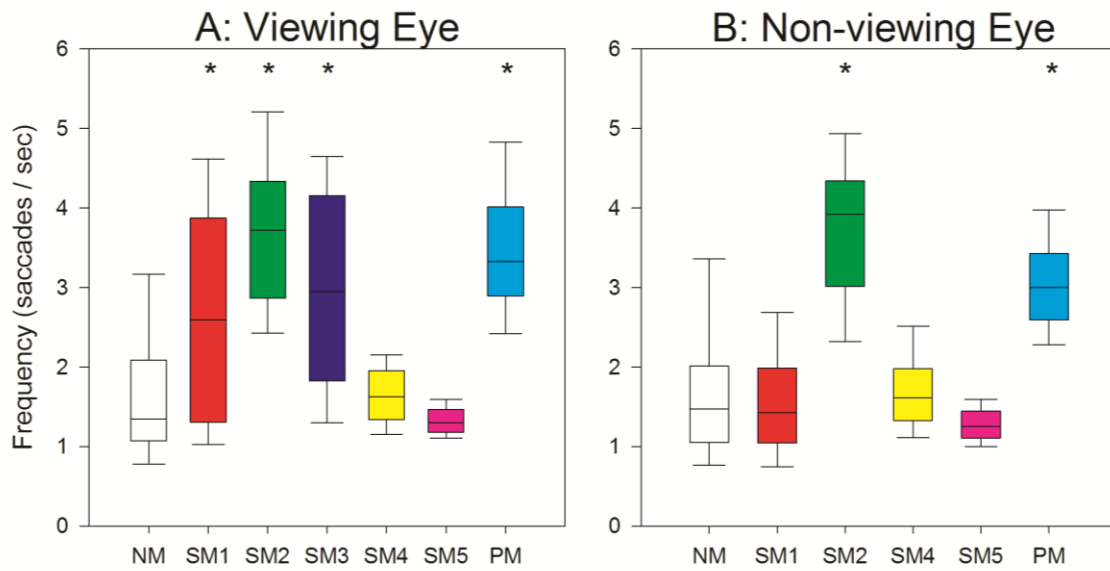 A: Viewing Eye
B: Non-viewing Eye
Frequency (saccades / sec)
6
5
4
3
2
1
0
* * * *
NM SM1 SM2 SM3 SM4 SM5 PM
6
5
4
3
2
1
0
* *
NM SM1 SM2 SM4 SM5 PM